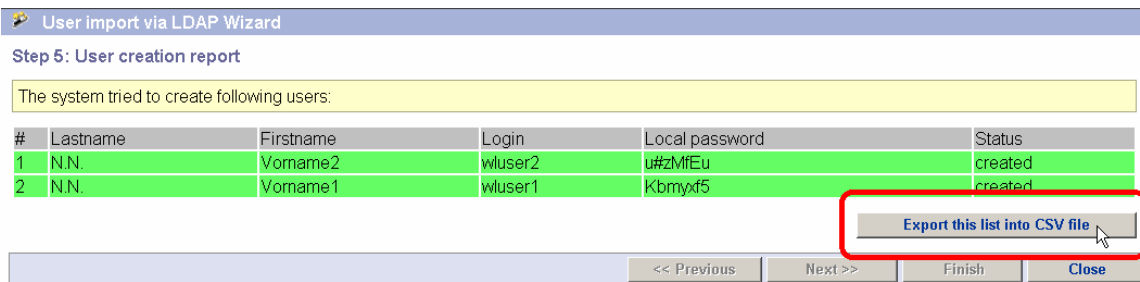 User import via LDAP Wizard
Step 5: User creation report
The system tried to create following users:
# Lastname Firstname Login Local password Status
1 N.N. Vorname2 wluser2 u#zMfEu created
2 N.N. Vorname1 wluser1 Kbmyxf5 created
Export this list into CSV file
<< Previous Next >> Finish Close